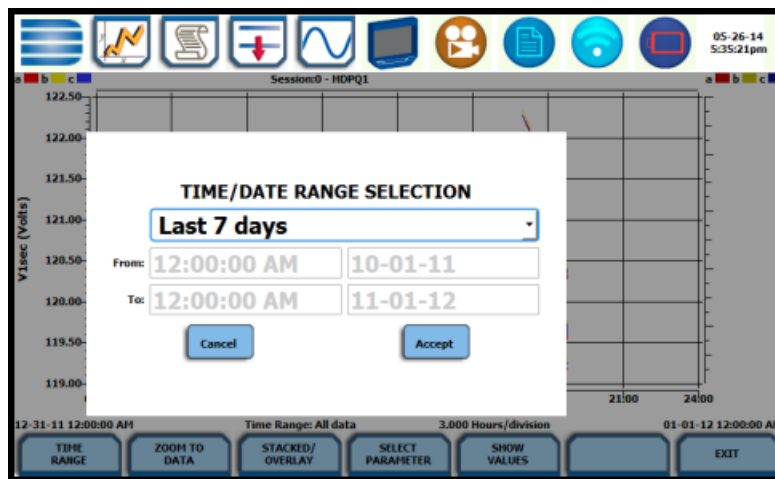 05-26-14
5:35:21pm
a b c
Session:0 - HDPQ1
a b c
122.50
122.00
121.50
121.00
120.50
120.00
119.50
119.00
V1sec (Volts)
TIME/DATE RANGE SELECTION
Last 7 days
From: 12:00:00 AM 10-01-11
To: 12:00:00 AM 11-01-12
Cancel Accept
21:00 24:00
12-31-11 12:00:00 AM Time Range: All data 3.000 Hours/division 01-01-12 12:00:00 A
TIME RANGE
ZOOM TO DATA
STACKED/ OVERLAY
SELECT PARAMETER
SHOW VALUES
EXIT